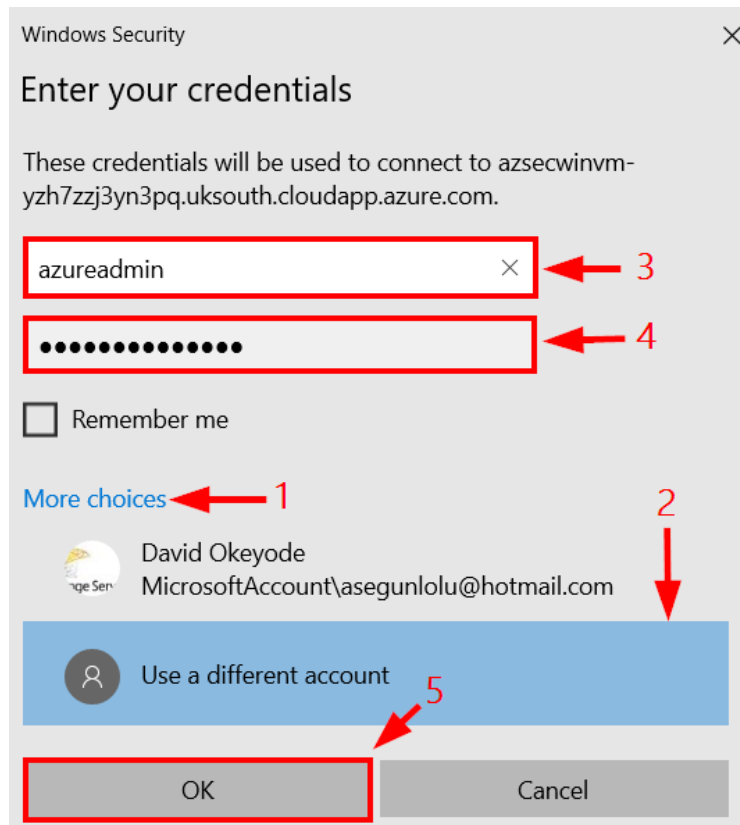 Windows Security
Enter your credentials
These credentials will be used to connect to azsecwinvm-
yzh7zzj3yn3pq.uksouth.cloudapp.azure.com.
azureadmin
3
●●●●●●●●●●●●●●
4
Remember me
More choices
1
2
David Okeyode
MicrosoftAccount\asegunlolu@hotmail.com
Use a different account
5
OK
Cancel